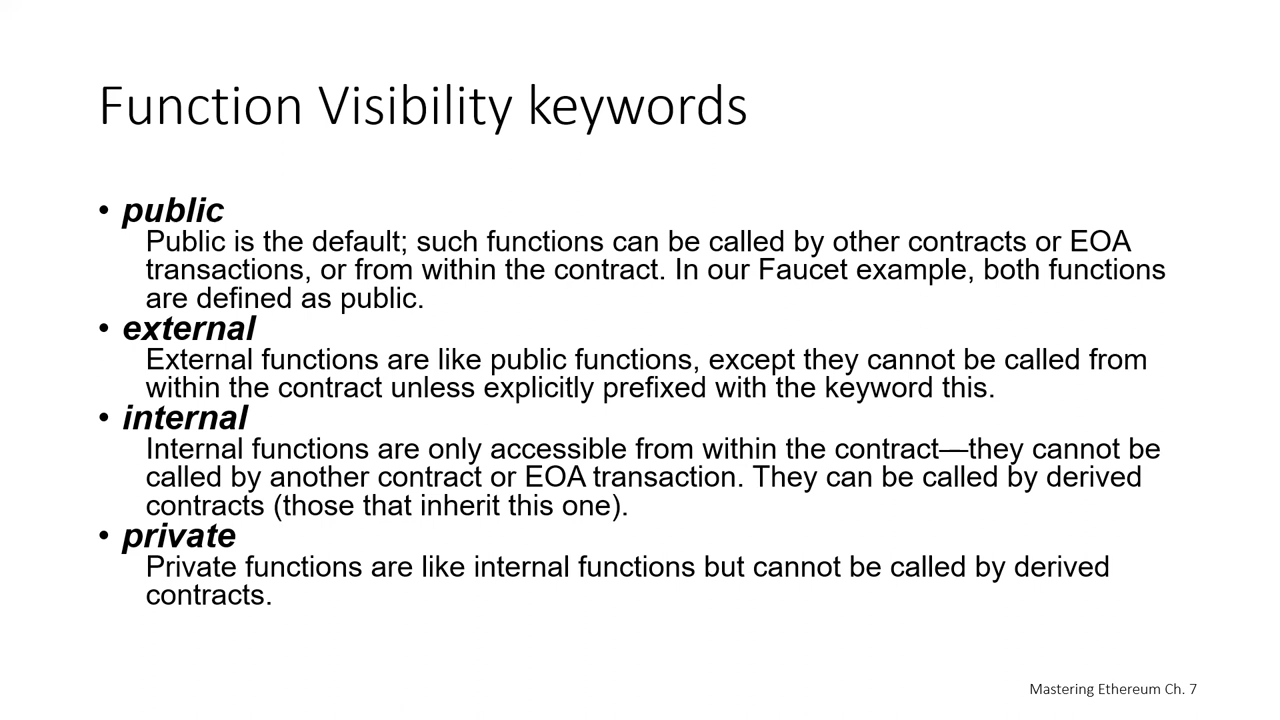 Function Visibility keywords
• public
Public is the default; such functions can be called by other contracts or EOA
transactions, or from within the contract. In our Faucet example, both functions
are defined as public.
• external
External functions are like public functions, except they cannot be called from
within the contract unless explicitly prefixed with the keyword this.
• internal
Internal functions are only accessible from within the contract—they cannot be
called by another contract or EOA transaction. They can be called by derived
contracts (those that inherit this one).
• private
Private functions are like internal functions but cannot be called by derived
contracts.
Mastering Ethereum Ch. 7